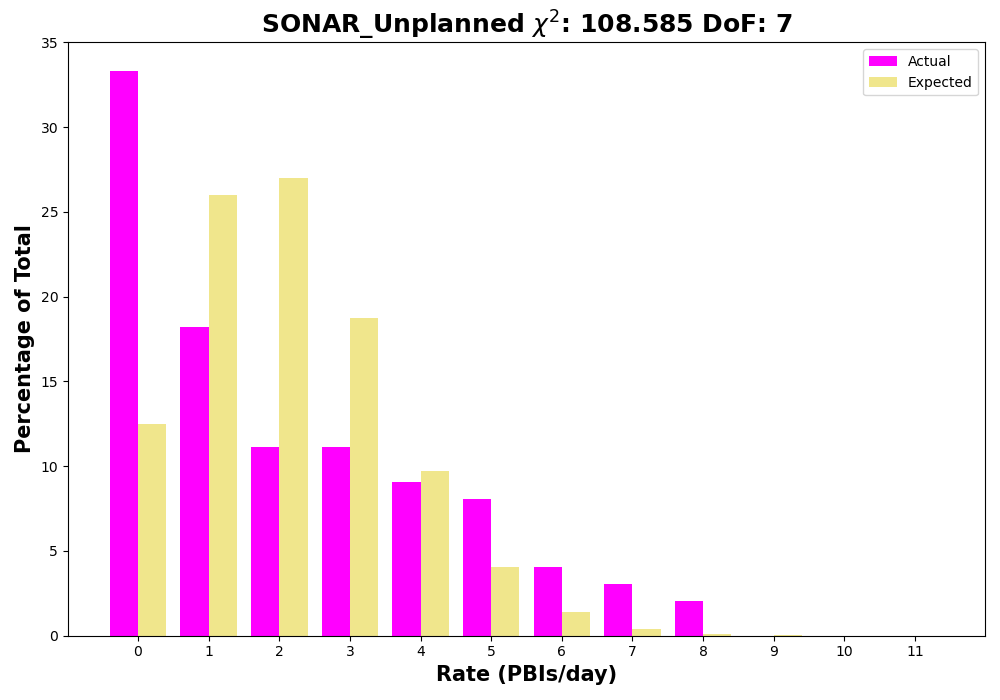 SONAR_Unplanned χ²: 108.585 DoF: 7
Actual
Expected
Percentage of Total
35
30
25
20
15
10
5
0
0 1 2 3 4 5 6 7 8 9 10 11
Rate (PBIs/day)